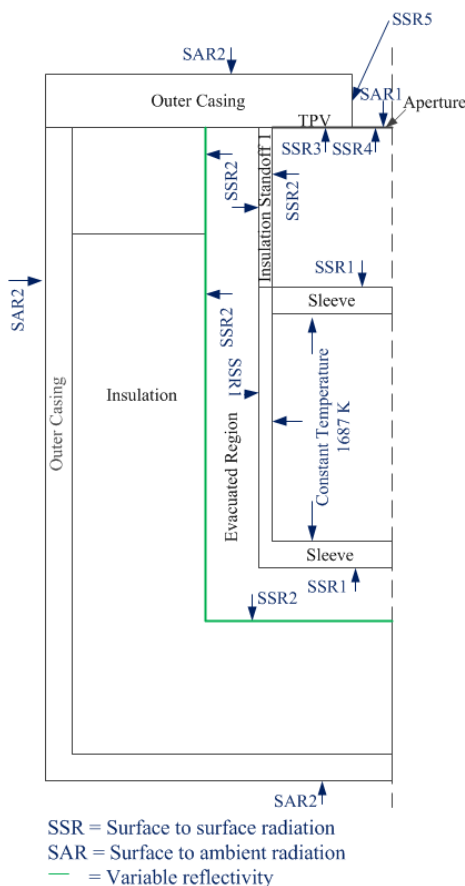 SSR5
SAR2
SAR1
Outer Casing
Aperture
TPV
SSR3 SSR4
SSR2
SSR2
Insulation Standoff 1
SSR1
SAR2
Sleeve
SSR2
SSR1
Insulation
Outer Casing
Constant Temperature
1687 K
Evacuated Region
Sleeve
SSR1
SSR2
SAR2
SSR = Surface to surface radiation
SAR = Surface to ambient radiation
= Variable reflectivity